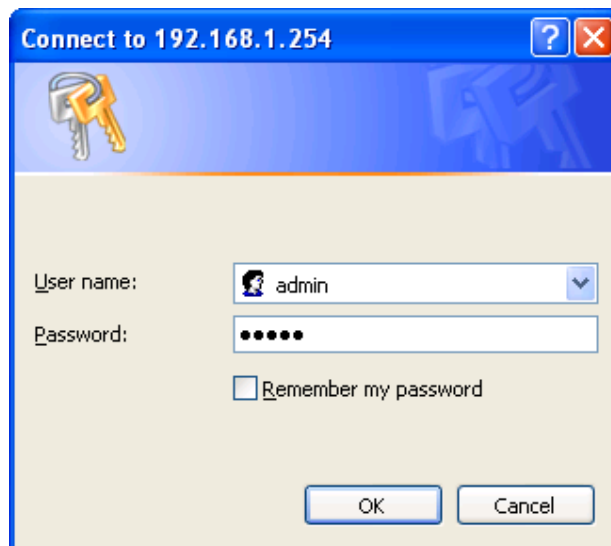 Connect to 192.168.1.254
User name:
admin
Password:
●●●●●
Remember my password
OK
Cancel